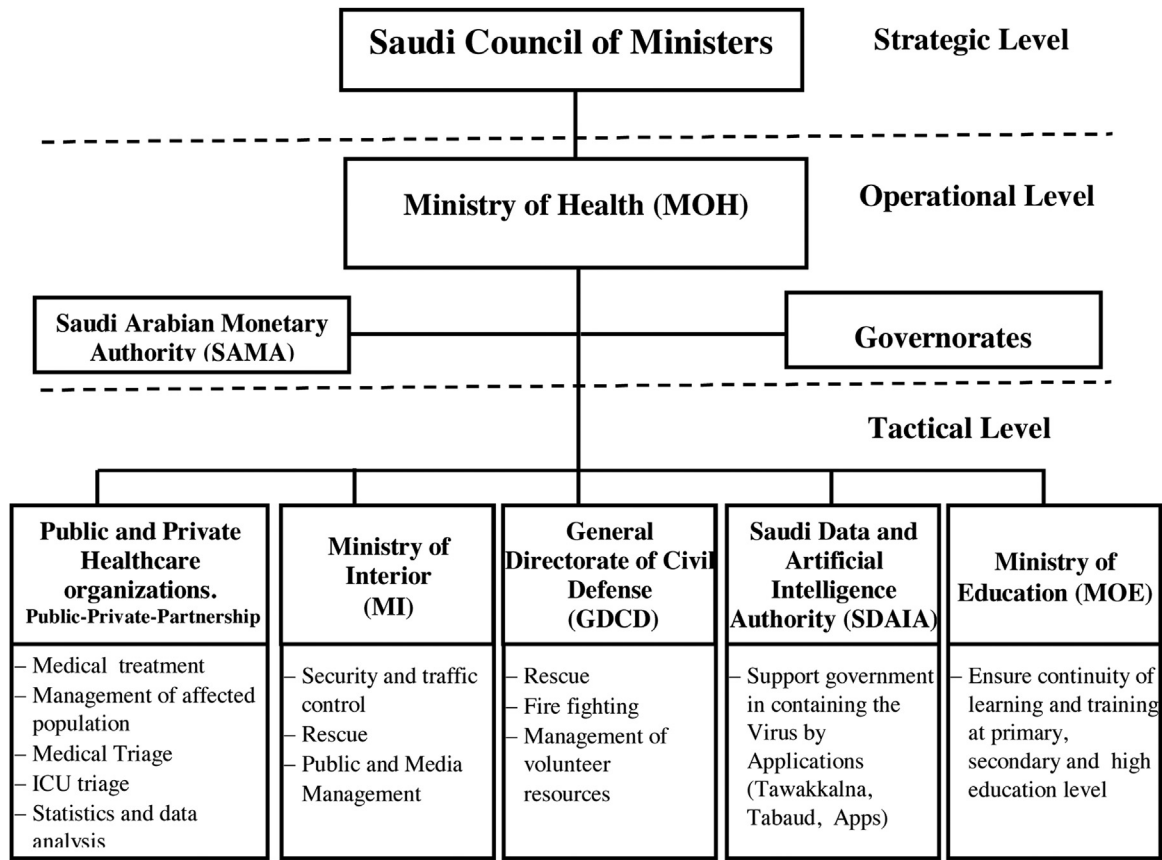 Saudi Council of Ministers
Strategic Level
Ministry of Health (MOH)
Operational Level
Saudi Arabian Monetary
Authority (SAMA)
Governorates
Tactical Level
Public and Private
Healthcare
organizations.
Public-Private-Partnership
– Medical treatment
– Management of affected
population
– Medical Triage
– ICU triage
– Statistics and data
analysis
Ministry of
Interior
(MI)
– Security and traffic
control
– Rescue
– Public and Media
Management
General
Directorate of Civil
Defense
(GDCD)
– Rescue
– Fire fighting
– Management of
volunteer
resources
Saudi Data and
Artificial
Intelligence
Authority (SDAIA)
– Support government
in containing the
Virus by
Applications
(Tawakkalna,
Tabaud, Apps)
Ministry of
Education (MOE)
– Ensure continuity of
learning and training
at primary,
secondary and high
education level